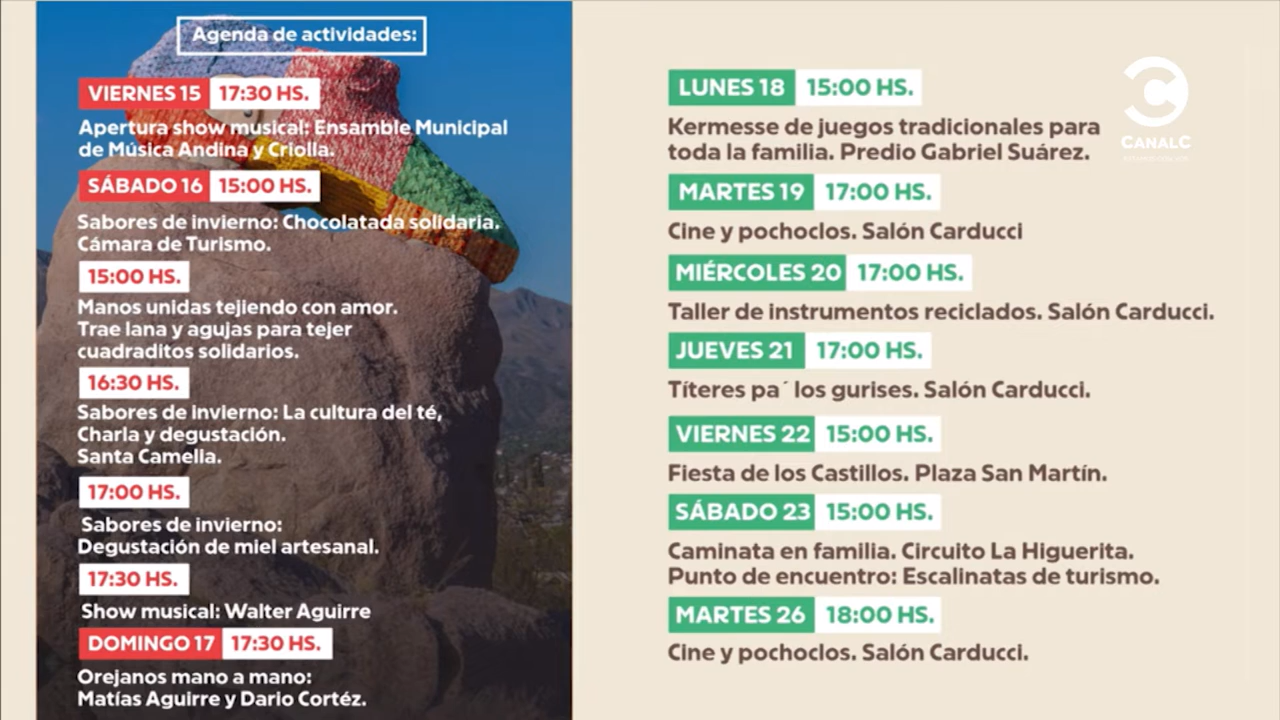 Agenda de actividades:
VIERNES 15 17:30 HS.
Apertura show musical: Ensamble Municipal
de Música Andina y Criolla.
SÁBADO 16 15:00 HS.
Sabores de invierno: Chocolatada solidaria.
Cámara de Turismo.
15:00 HS.
Manos unidas tejiendo con amor.
Trae lana y agujas para tejer
cuadraditos solidarios.
16:30 HS.
Sabores de invierno: La cultura del té,
Charla y degustación.
Santa Camelia.
17:00 HS.
Sabores de invierno:
Degustación de miel artesanal.
17:30 HS.
Show musical: Walter Aguirre
DOMINGO 17 17:30 HS.
Orejanos mano a mano:
Matías Aguirre y Dario Cortéz.
LUNES 18 15:00 HS.
Kermesse de juegos tradicionales para
toda la familia. Predio Gabriel Suárez.
MARTES 19 17:00 HS.
Cine y pochoclos. Salón Carducci
MIÉRCOLES 20 17:00 HS.
Taller de instrumentos reciclados. Salón Carducci.
JUEVES 21 17:00 HS.
Títeres pa´ los gurises. Salón Carducci.
VIERNES 22 15:00 HS.
Fiesta de los Castillos. Plaza San Martín.
SÁBADO 23 15:00 HS.
Caminata en familia. Circuito La Higuerita.
Punto de encuentro: Escalinatas de turismo.
MARTES 26 18:00 HS.
Cine y pochoclos. Salón Carducci.
C
CANALC